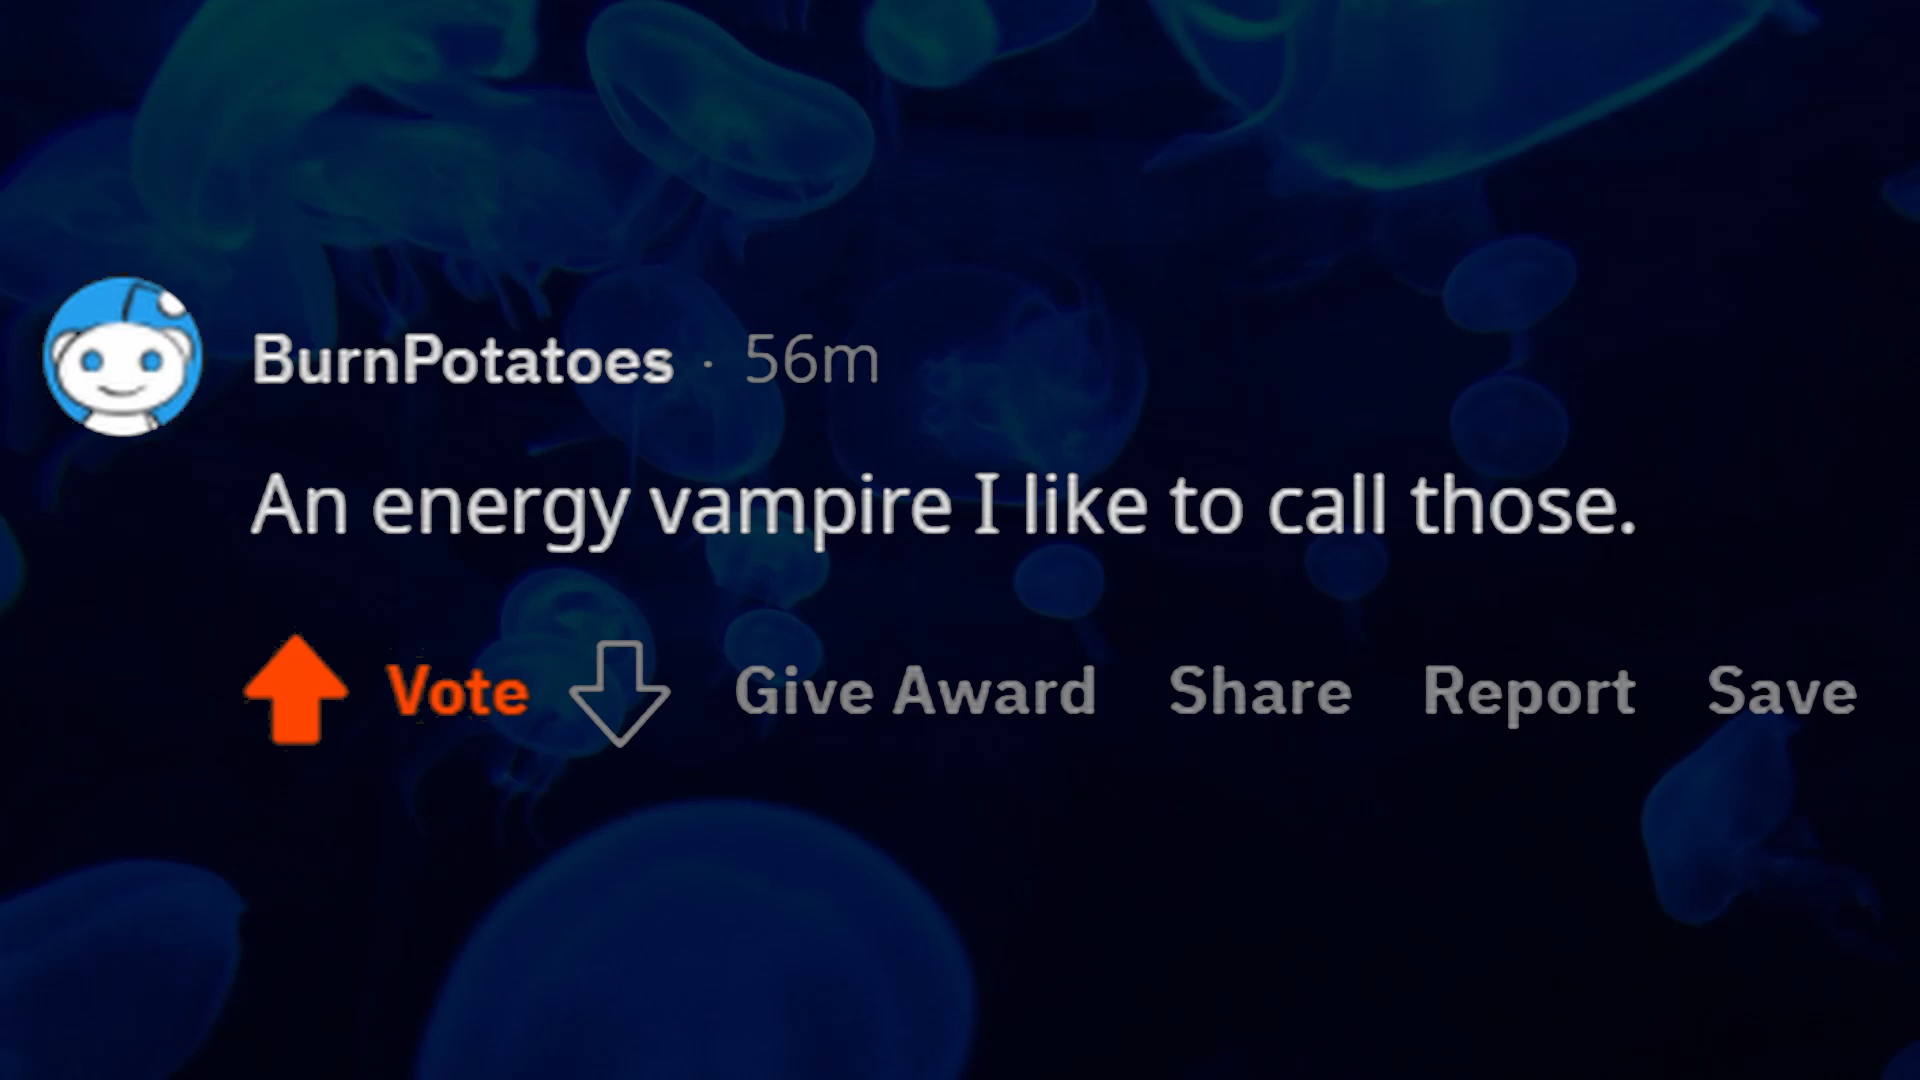 BurnPotatoes · 56m
An energy vampire I like to call those.
Vote Give Award Share Report Save